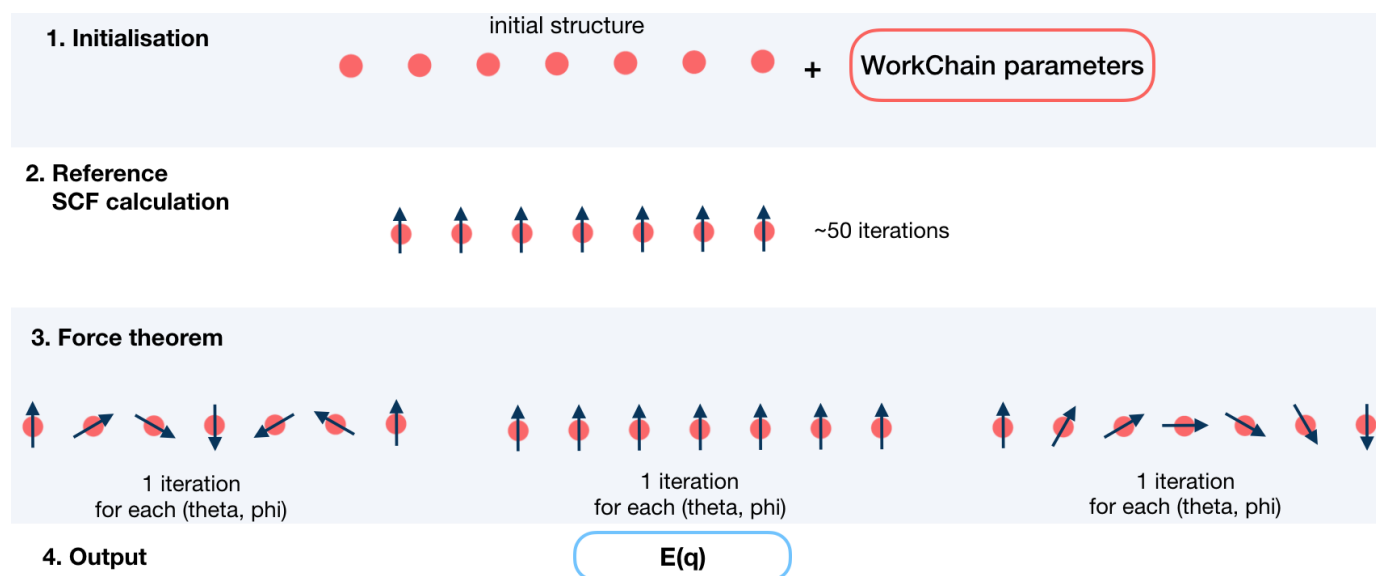 1. Initialisation
initial structure
+
WorkChain parameters
2. Reference
SCF calculation
~50 iterations
3. Force theorem
1 iteration
for each (theta, phi)
1 iteration
for each (theta, phi)
1 iteration
for each (theta, phi)
4. Output
E(q)